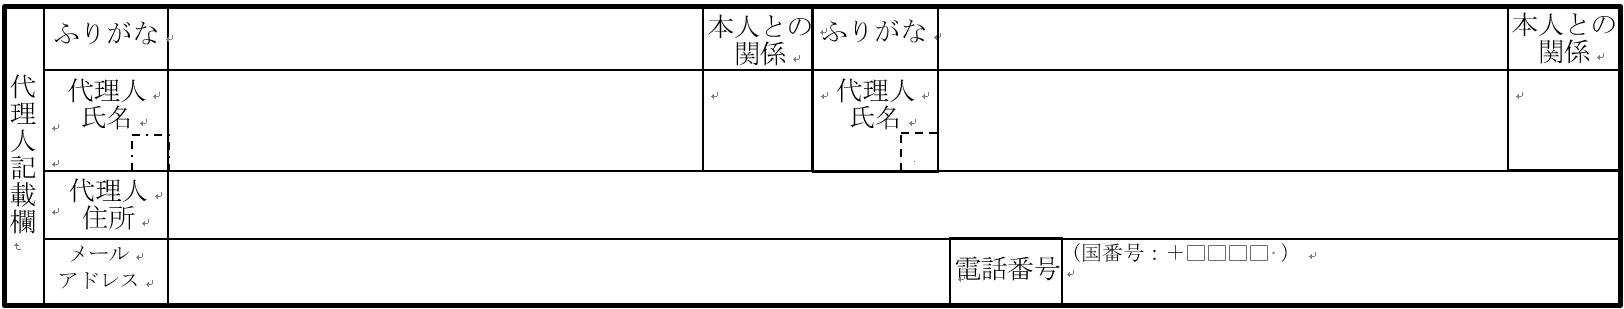 代理人記載欄
ふりがな
本人との
関係
ふりがな
本人との
関係
代理人
氏名
代理人
氏名
代理人
住所
メール
アドレス
電話番号
（国番号：＋□□□□ ）